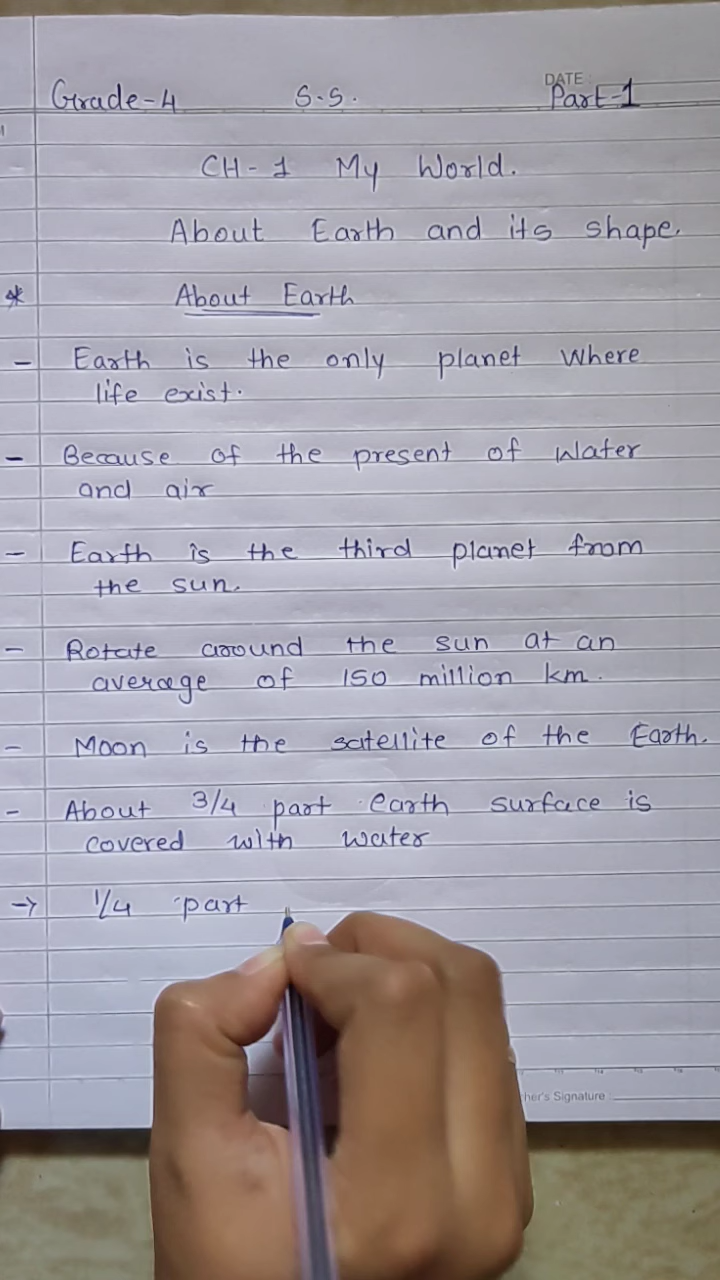 Grade-4 S.S. DATE :
Part-1
CH-1 My World.
About Earth and its shape.
* About Earth
- Earth is the only planet where
life exist.
- Because of the present of water
and air
- Earth is the third planet from
the sun.
- Rotate around the sun at an
average of 150 million km.
- Moon is the satellite of the Earth.
- About 3/4 part earth surface is
covered with water
→ 1/4 part
Signature :